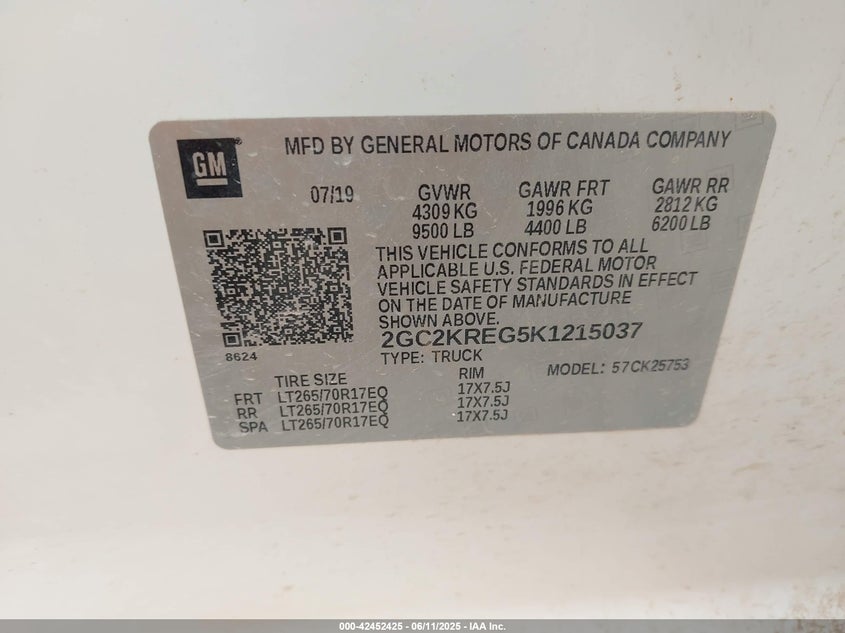 GM
MFD BY GENERAL MOTORS OF CANADA COMPANY
07/19 GVWR GAWR FRT GAWR RR
4309 KG 1996 KG 2812 KG
9500 LB 4400 LB 6200 LB
THIS VEHICLE CONFORMS TO ALL
APPLICABLE U.S. FEDERAL MOTOR
VEHICLE SAFETY STANDARDS IN EFFECT
ON THE DATE OF MANUFACTURE
SHOWN ABOVE.
2GC2KREG5K1215037
8624
TYPE: TRUCK MODEL: 57CK25753
TIRE SIZE RIM
FRT LT265/70R17EQ 17X7.5J
RR LT265/70R17EQ 17X7.5J
SPA LT265/70R17EQ 17X7.5J
000-42452425 - 06/11/2025 - IAA Inc.